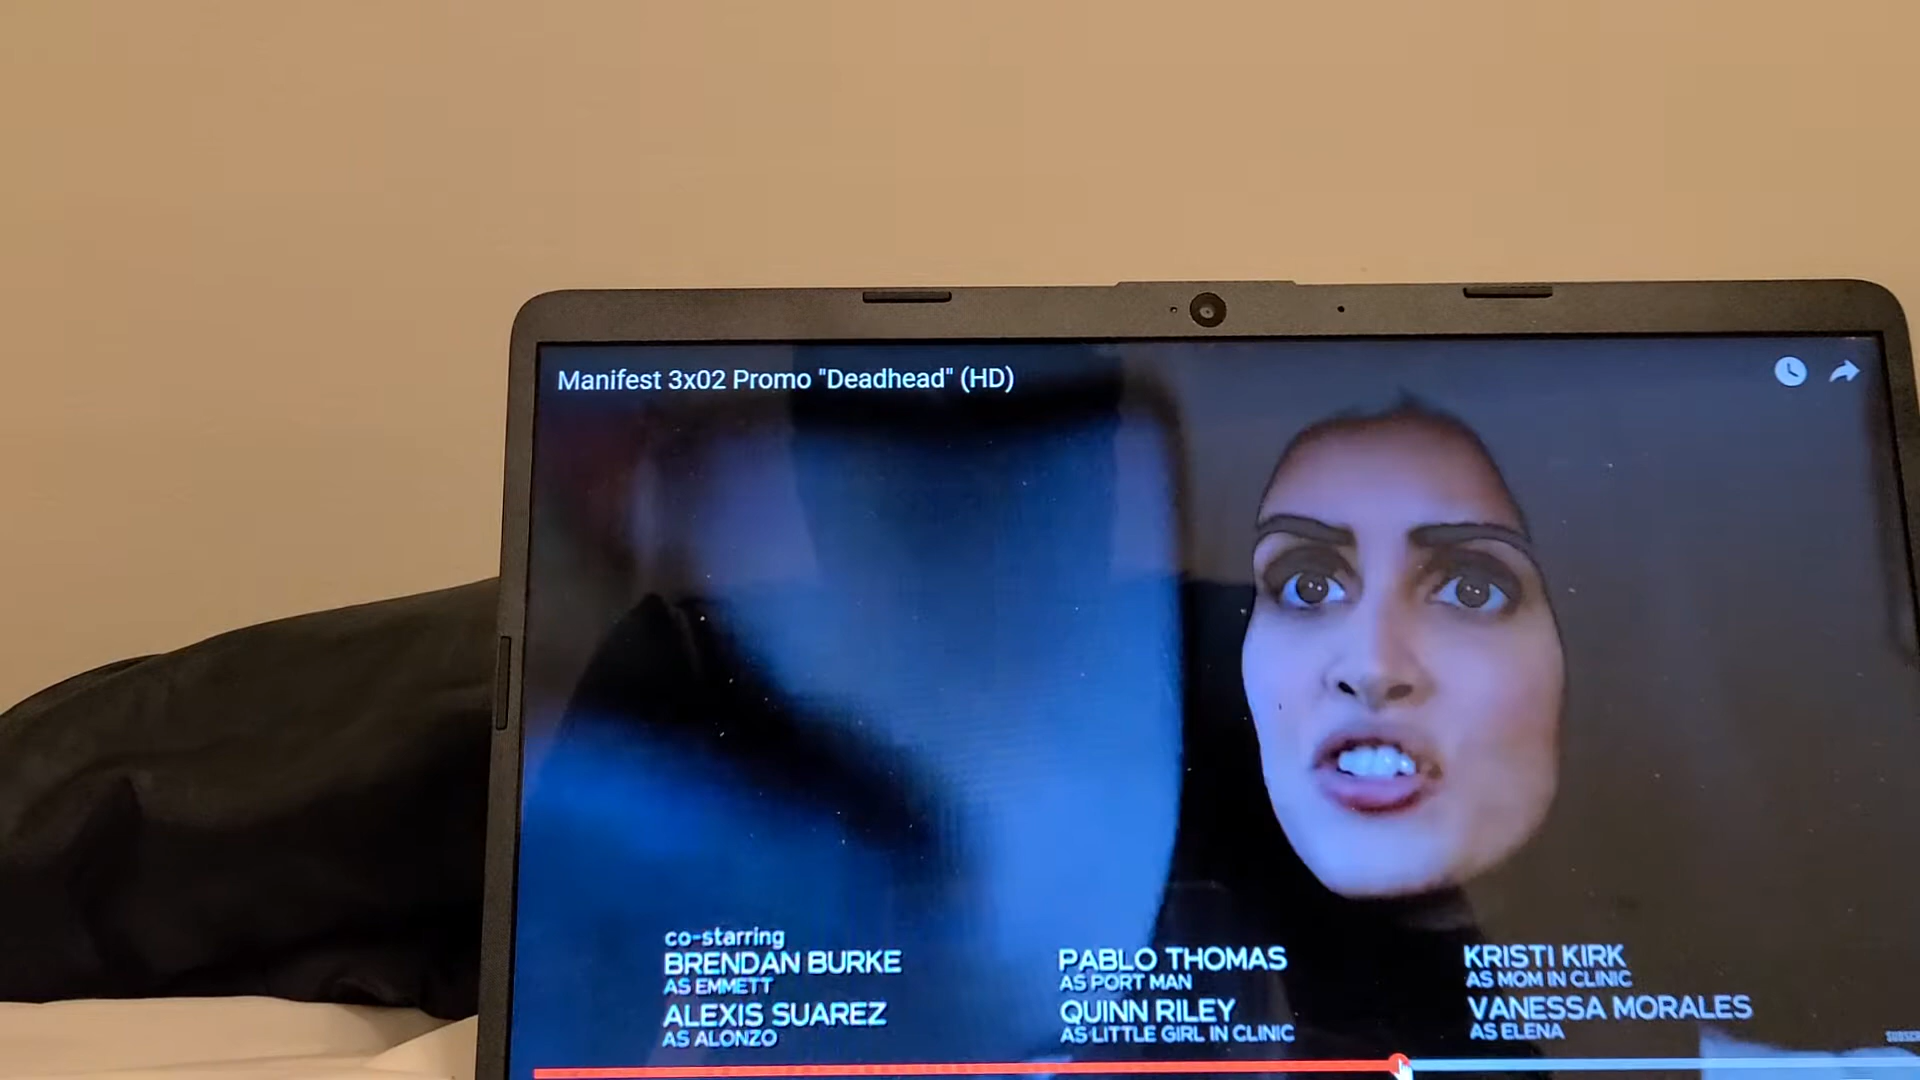 Manifest 3x02 Promo "Deadhead" (HD)
co-starring
BRENDAN BURKE
AS EMMETT
ALEXIS SUAREZ
AS ALONZO
PABLO THOMAS
AS PORT MAN
QUINN RILEY
AS LITTLE GIRL IN CLINIC
KRISTI KIRK
AS MOM IN CLINIC
VANESSA MORALES
AS ELENA